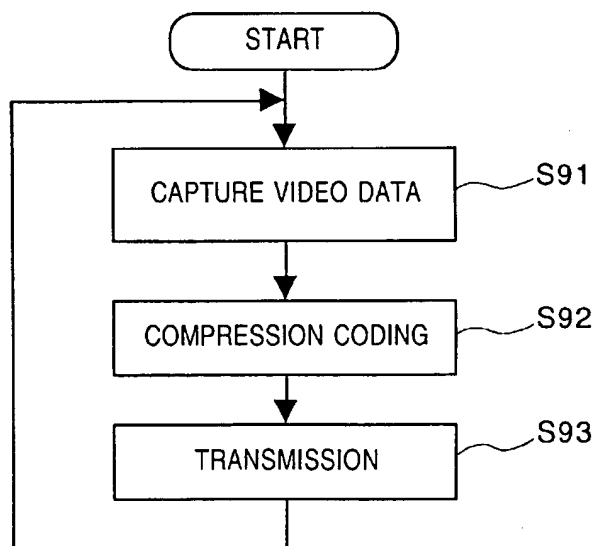 START
CAPTURE VIDEO DATA
S91
COMPRESSION CODING
S92
TRANSMISSION
S93